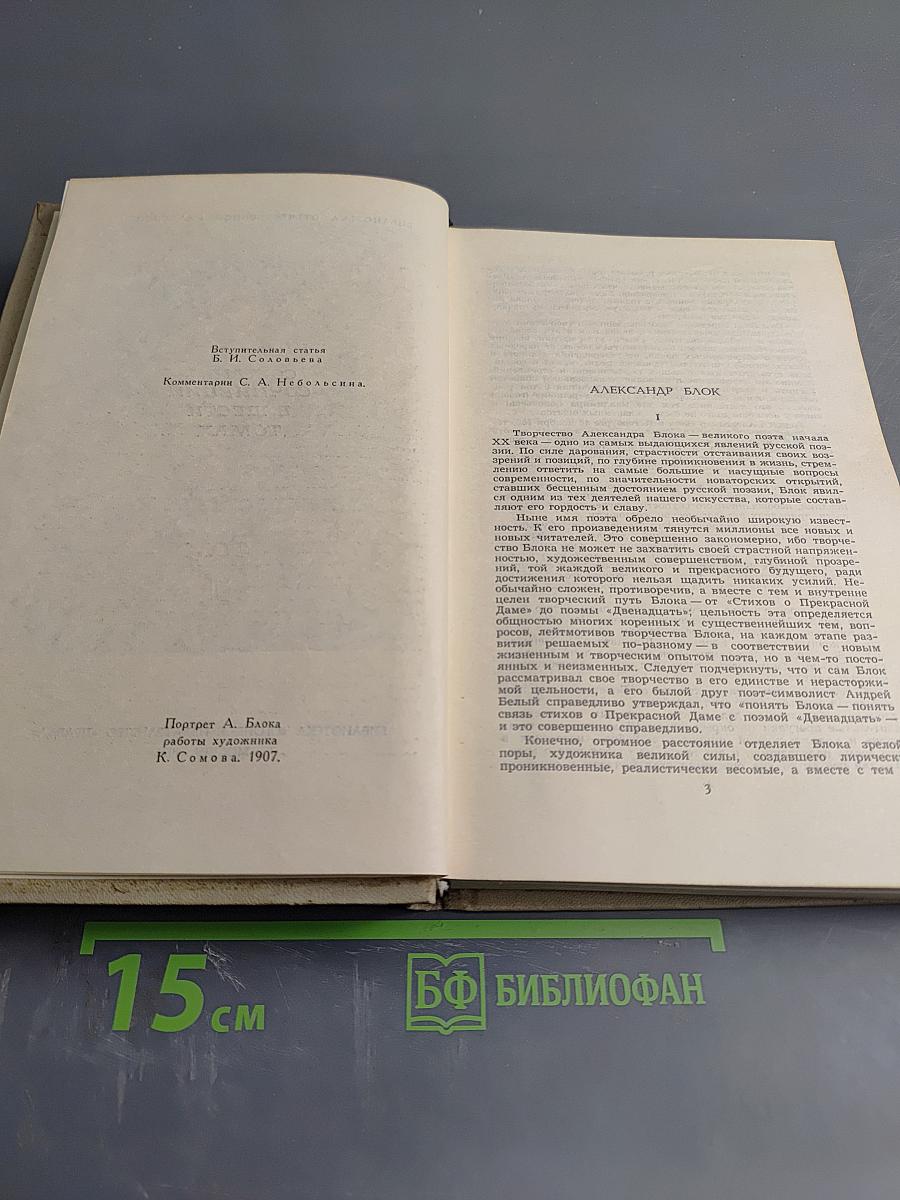 Вступительная статья
Б. И. Соловьева
Комментарии С. А. Небольсина.
Портрет А. Блока
работы художника
К. Сомова. 1907.
АЛЕКСАНДР БЛОК
I
Творчество Александра Блока — великого поэта начала
XX века — одно из самых выдающихся явлений русской поэ-
зии. По силе дарования, страстности отстаивания своих воз-
зрений и позиций, по глубине проникновения в жизнь, стрем-
лению ответить на самые большие и насущные вопросы
современности, по значительности новаторских открытий,
ставших бесценным достоянием русской поэзии, Блок явил-
ся одним из тех деятелей нашего искусства, которые состав-
ляют его гордость и славу.
Ныне имя поэта обрело необычайно широкую извест-
ность. К его произведениям тянутся миллионы все новых и
новых читателей. Это совершенно закономерно, ибо творче-
ство Блока не может не захватить своей страстной напряжен-
ностью, художественным совершенством, глубиной прозре-
ний, той жаждой великого и прекрасного будущего, ради
достижения которого нельзя щадить никаких усилий. Не-
обычайно сложен, противоречив, а вместе с тем и внутренне
целен творческий путь Блока — от «Стихов о Прекрасной
Даме» до поэмы «Двенадцать»; цельность эта определяется
общностью многих коренных и существеннейших тем, воп-
росов, лейтмотивов творчества Блока, на каждом этапе раз-
вития решаемых по-разному — в соответствии с новым
жизненным и творческим опытом поэта, но в чем-то посто-
янных и неизменных. Следует подчеркнуть, что и сам Блок
рассматривал свое творчество в его единстве и нерасторжи-
мой цельности, а его былой друг поэт-символист Андрей
Белый справедливо утверждал, что «понять Блока — понять
связь стихов о Прекрасной Даме с поэмой «Двенадцать» —
и это совершенно справедливо.
Конечно, огромное расстояние отделяет Блока зрелой
поры, художника великой силы, создавшего лирическ
проникновенные, реалистически весомые, а вместе с тем
3
15 см
БФ БИБЛИОФАН